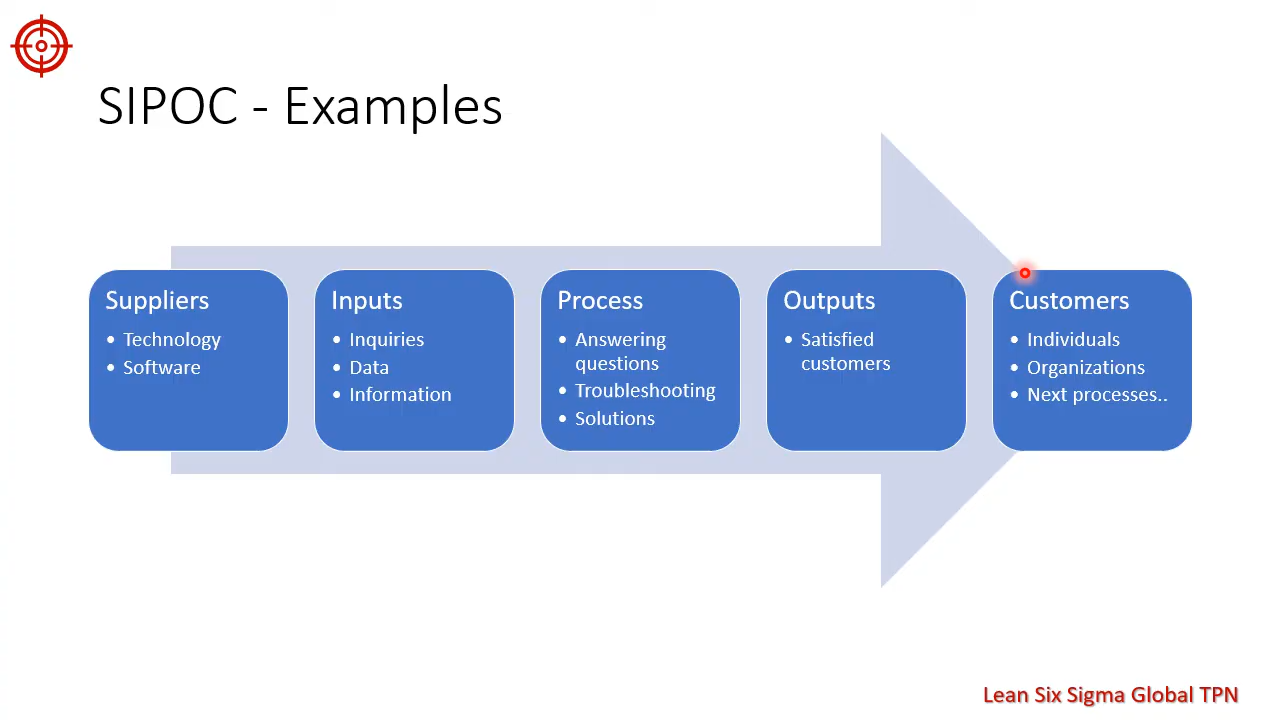 SIPOC - Examples
Suppliers
• Technology
• Software
Inputs
• Inquiries
• Data
• Information
Process
• Answering
questions
• Troubleshooting
• Solutions
Outputs
• Satisfied
customers
Customers
• Individuals
• Organizations
• Next processes..
Lean Six Sigma Global TPN